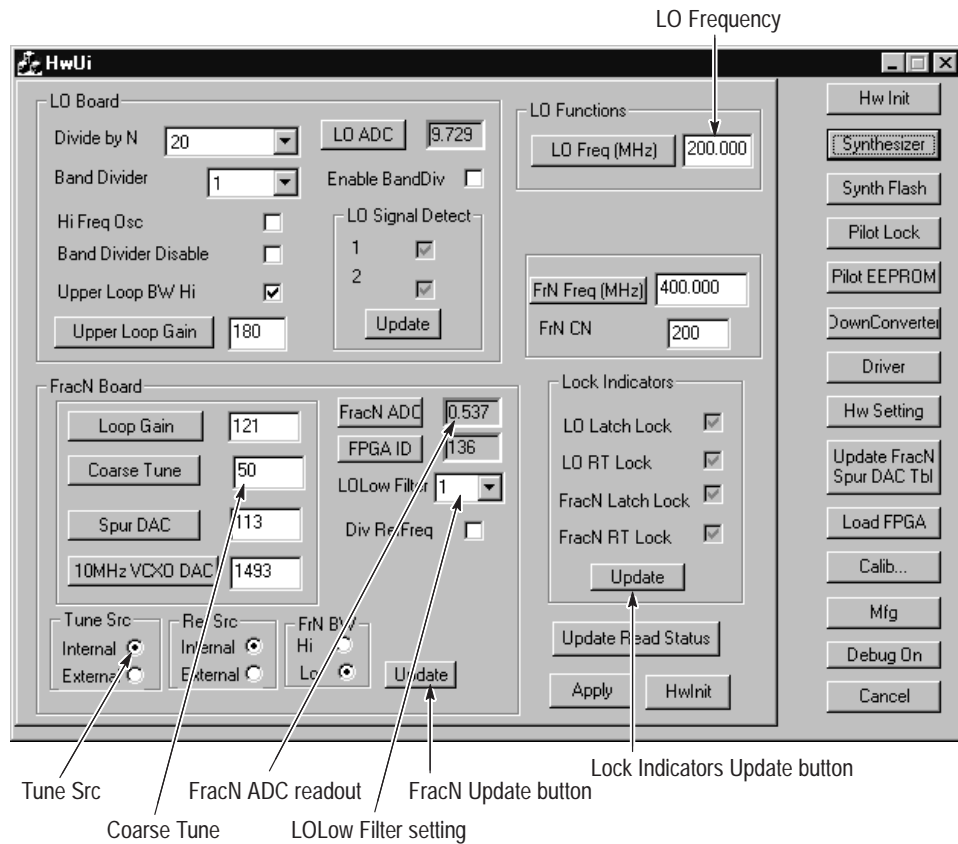 LO Frequency
HwUi
LO Board
Divide by N 20
LO ADC 9.729
Band Divider 1
Enable BandDiv
Hi Freq Osc
Band Divider Disable
Upper Loop BW Hi
Upper Loop Gain 180
LO Signal Detect
1
2
Update
LO Functions
LO Freq (MHz) 200.000
FrN Freq (MHz) 400.000
FrN CN 200
FracN Board
Loop Gain 121
Coarse Tune 50
Spur DAC 113
10MHz VCXO DAC 1493
FracN ADC 0.537
FPGA ID 136
LOLow Filter 1
Div Ref Freq
Tune Src
Internal
External
Ref Src
Internal
External
FrN BW
Hi
Lo
Update
Lock Indicators
LO Latch Lock
LO RT Lock
FracN Latch Lock
FracN RT Lock
Update
Update Read Status
Apply
HwInit
Hw Init
Synthesizer
Synth Flash
Pilot Lock
Pilot EEPROM
DownConverter
Driver
Hw Setting
Update FracN
Spur DAC Tbl
Load FPGA
Calib...
Mfg
Debug On
Cancel
Tune Src
Coarse Tune
FracN ADC readout
LOLow Filter setting
FracN Update button
Lock Indicators Update button